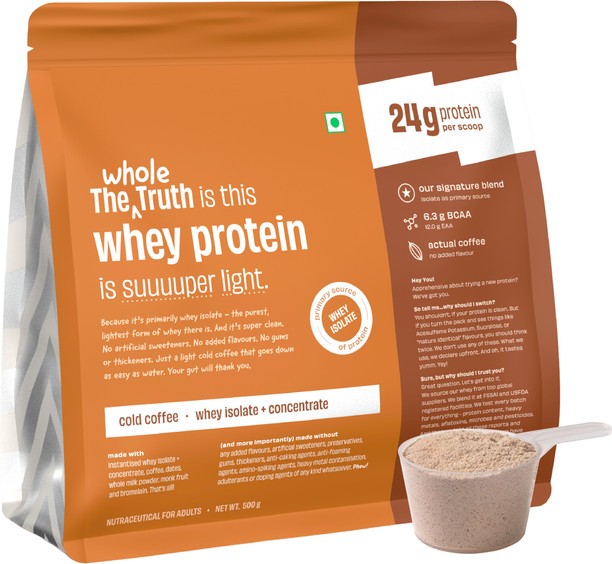 whole
The Truth is this
whey protein
is suuuuper light.
Because it's primarily whey isolate – the purest,
lightest form of whey there is. And it's super clean.
No artificial sweeteners. No added flavours. No gums
or thickeners. Just a light cold coffee that goes down
as easy as water. Your gut will thank you.
primary source
WHEY
ISOLATE
of protein
cold coffee · whey isolate + concentrate
made with
Instantised whey isolate +
concentrate, coffee, dates,
whole milk powder, monk fruit
and bromelain. That's all!
(and more importantly) made without
any added flavours, artificial sweeteners, preservatives,
gums, thickeners, anti-caking agents, anti-foaming
agents, amino-spiking agents, heavy metal contamination,
adulterants or doping agents of any kind whatsoever. Phew!
NUTRACEUTICAL FOR ADULTS • NET WT. 500 g
24g protein
per scoop
our signature blend
isolate as primary source
6.3 g BCAA
12.0 g EAA
actual coffee
no added flavour
Hey You!
Apprehensive about trying a new protein?
We've got you.
So tell me...why should I switch?
You shouldn't, if your protein is clean. But
if you turn the pack and see things like
Acesulfame Potassium, Sucralose, or
"nature identical" flavours, you should think
twice. We don't use any of these. What we
use, we declare upfront. And oh, it tastes
yumm. Yey!
Sure, but why should I trust you?
Great question. Let's get into it.
We source our whey from top global
suppliers. We blend it at FSSAI and USFDA
registered facilities. We test every batch
for everything - protein content, heavy
metals, aflatoxins, microbes and pesticides.
these reports and